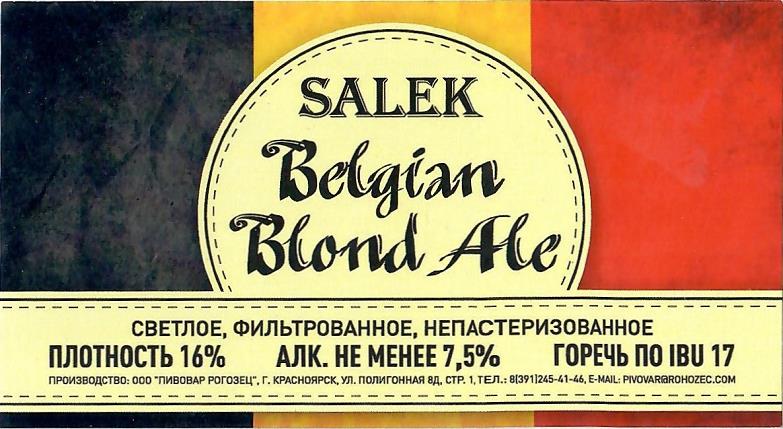 SALEK
Belgian
Blond Ale
СВЕТЛОЕ, ФИЛЬТРОВАННОЕ, НЕПАСТЕРИЗОВАННОЕ
ПЛОТНОСТЬ 16% АЛК. НЕ МЕНЕЕ 7,5% ГОРЕЧЬ ПО IBU 17
ПРОИЗВОДСТВО: ООО "ПИВОВАР РОГОЗЕЦ", Г. КРАСНОЯРСК, УЛ. ПОЛИГОННАЯ 8Д, СТР. 1, ТЕЛ.: 8(391)245-41-46, E-MAIL: PIVOVAR@ROHOZEC.COM